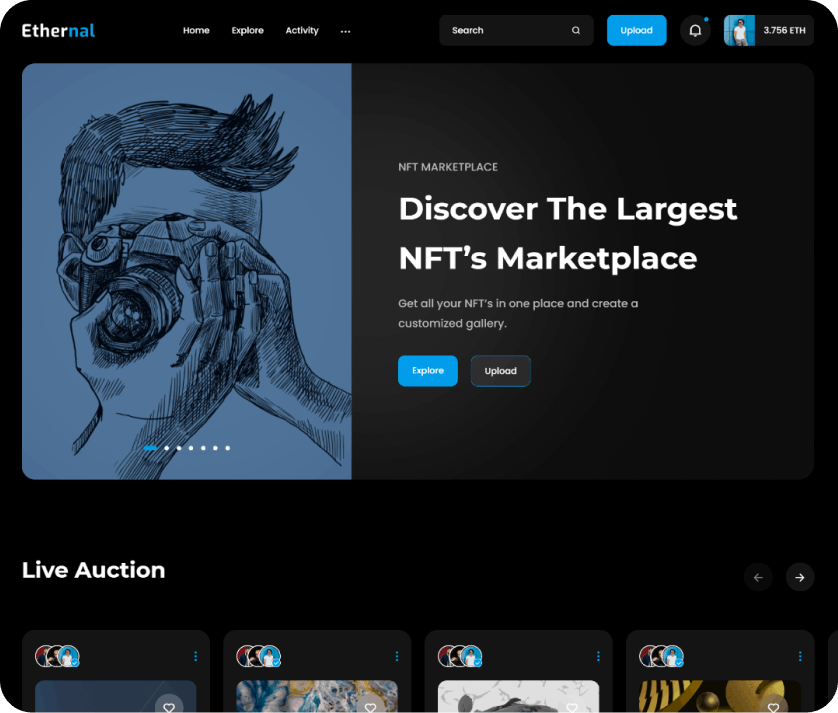 Ethernal
Home
Explore
Activity
...
Search
Upload
3.756 ETH
NFT MARKETPLACE
Discover The Largest
NFT’s Marketplace
Get all your NFT’s in one place and create a
customized gallery.
Explore
Upload
Live Auction